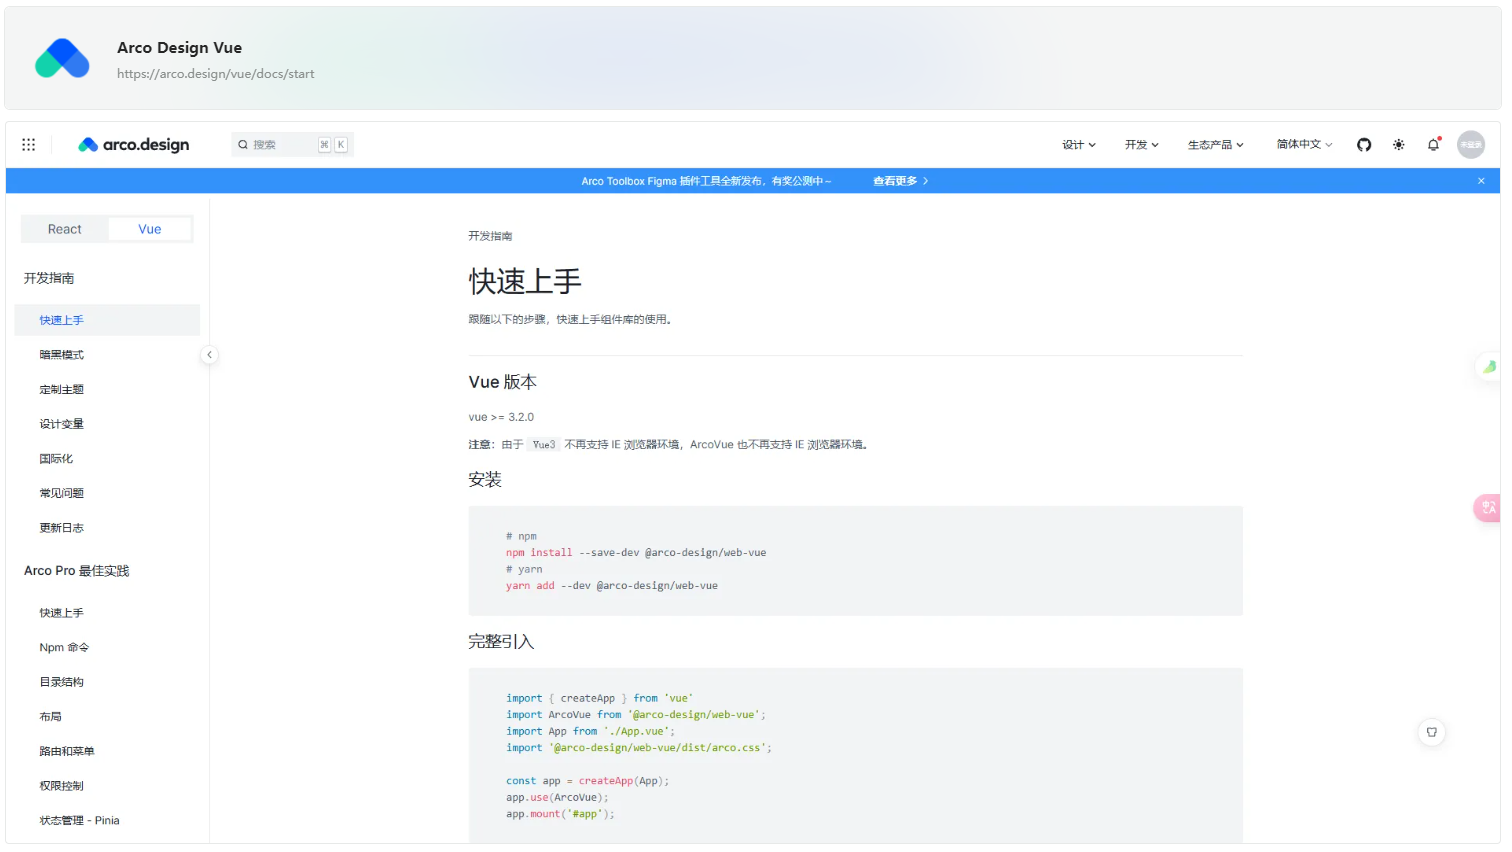 Arco Design Vue
https://arco.design/vue/docs/start
arco.design
搜索 ⌘ K
设计
开发
生态产品
简体中文
未登录
Arco Toolbox Figma 插件工具全新发布，有奖公测中~ 查看更多
React Vue
开发指南
快速上手
暗黑模式
定制主题
设计变量
国际化
常见问题
更新日志
Arco Pro 最佳实践
快速上手
Npm 命令
目录结构
布局
路由和菜单
权限控制
状态管理 - Pinia
开发指南
快速上手
跟随以下的步骤，快速上手组件库的使用。
Vue 版本
vue >= 3.2.0
注意：由于 Vue3 不再支持 IE 浏览器环境，ArcoVue 也不再支持 IE 浏览器环境。
安装
# npm
npm install --save-dev @arco-design/web-vue
# yarn
yarn add --dev @arco-design/web-vue
完整引入
import { createApp } from 'vue'
import ArcoVue from '@arco-design/web-vue';
import App from './App.vue';
import '@arco-design/web-vue/dist/arco.css';
const app = createApp(App);
app.use(ArcoVue);
app.mount('#app');